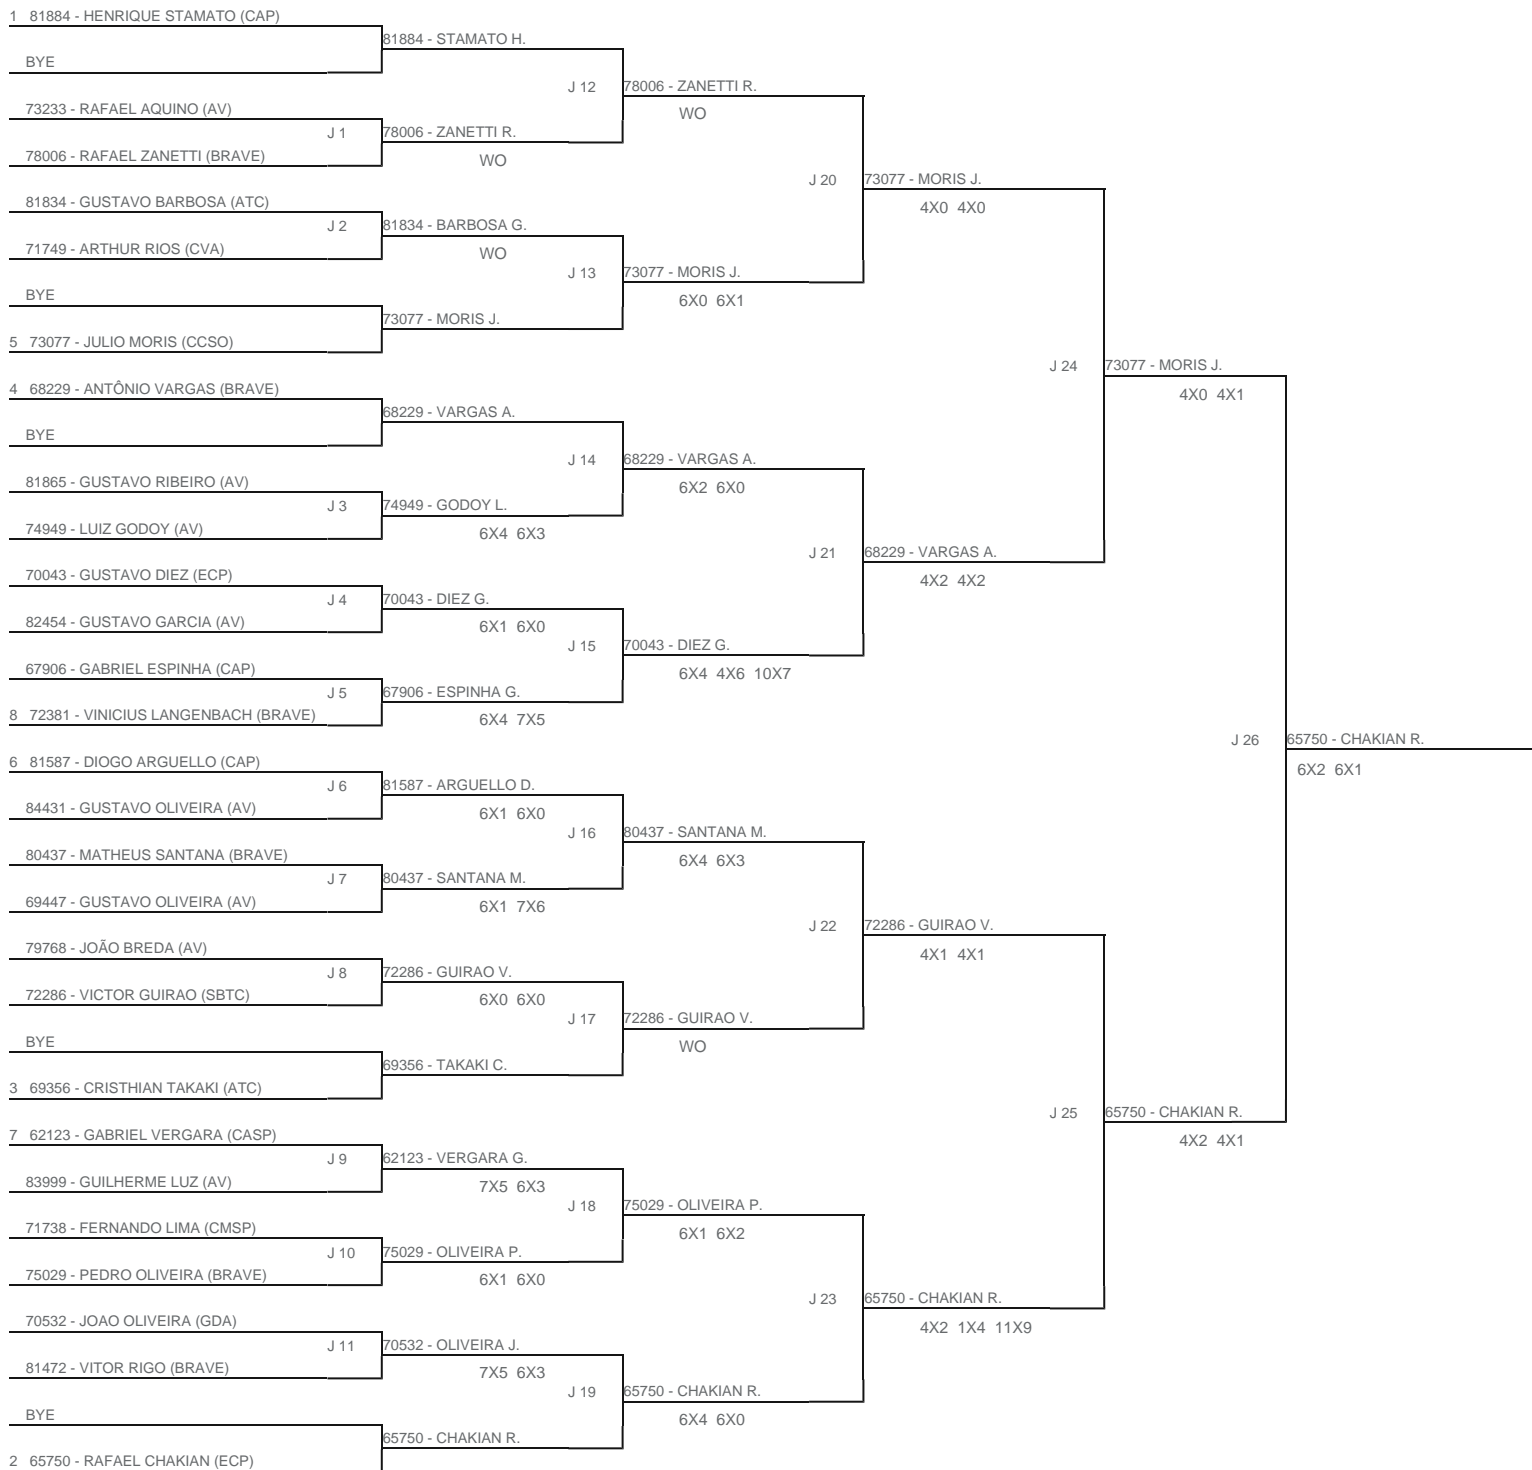 1 81884 - HENRIQUE STAMATO (CAP)
81884 - STAMATO H.
BYE
J 12
78006 - ZANETTI R.
WO
73233 - RAFAEL AQUINO (AV)
J 1
78006 - ZANETTI R.
78006 - RAFAEL ZANETTI (BRAVE)
WO
J 20
73077 - MORIS J.
4X0 4X0
81834 - GUSTAVO BARBOSA (ATC)
J 2
81834 - BARBOSA G.
71749 - ARTHUR RIOS (CVA)
WO
J 13
73077 - MORIS J.
6X0 6X1
BYE
73077 - MORIS J.
5 73077 - JULIO MORIS (CCSO)
J 24
73077 - MORIS J.
4X0 4X1
4 68229 - ANTÔNIO VARGAS (BRAVE)
68229 - VARGAS A.
BYE
J 14
68229 - VARGAS A.
6X2 6X0
81865 - GUSTAVO RIBEIRO (AV)
J 3
74949 - GODOY L.
74949 - LUIZ GODOY (AV)
6X4 6X3
J 21
68229 - VARGAS A.
4X2 4X2
70043 - GUSTAVO DIEZ (ECP)
J 4
70043 - DIEZ G.
82454 - GUSTAVO GARCIA (AV)
6X1 6X0
J 15
70043 - DIEZ G.
6X4 4X6 10X7
67906 - GABRIEL ESPINHA (CAP)
J 5
67906 - ESPINHA G.
8 72381 - VINICIUS LANGENBACH (BRAVE)
6X4 7X5
J 26
65750 - CHAKIAN R.
6X2 6X1
6 81587 - DIOGO ARGUELLO (CAP)
J 6
81587 - ARGUELLO D.
84431 - GUSTAVO OLIVEIRA (AV)
6X1 6X0
J 16
80437 - SANTANA M.
6X4 6X3
80437 - MATHEUS SANTANA (BRAVE)
J 7
80437 - SANTANA M.
69447 - GUSTAVO OLIVEIRA (AV)
6X1 7X6
J 22
72286 - GUIRAO V.
4X1 4X1
79768 - JOÃO BREDA (AV)
J 8
72286 - GUIRAO V.
72286 - VICTOR GUIRAO (SBTC)
6X0 6X0
J 17
72286 - GUIRAO V.
WO
BYE
69356 - TAKAKI C.
3 69356 - CRISTHIAN TAKAKI (ATC)
J 25
65750 - CHAKIAN R.
4X2 4X1
7 62123 - GABRIEL VERGARA (CASP)
J 9
62123 - VERGARA G.
83999 - GUILHERME LUZ (AV)
7X5 6X3
J 18
75029 - OLIVEIRA P.
6X1 6X2
71738 - FERNANDO LIMA (CMSP)
J 10
75029 - OLIVEIRA P.
75029 - PEDRO OLIVEIRA (BRAVE)
6X1 6X0
J 23
65750 - CHAKIAN R.
4X2 1X4 11X9
70532 - JOAO OLIVEIRA (GDA)
J 11
70532 - OLIVEIRA J.
81472 - VITOR RIGO (BRAVE)
7X5 6X3
J 19
65750 - CHAKIAN R.
6X4 6X0
BYE
65750 - CHAKIAN R.
2 65750 - RAFAEL CHAKIAN (ECP)